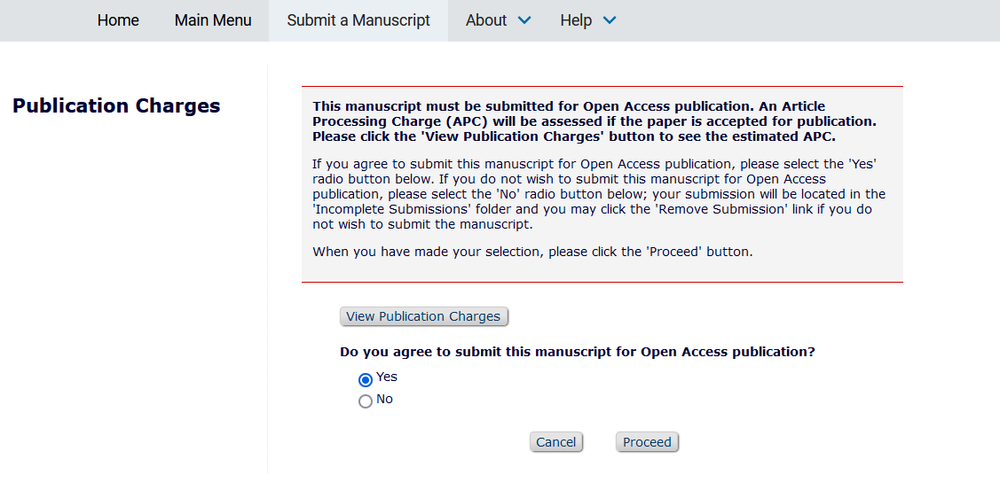 Home Main Menu Submit a Manuscript About Help
Publication Charges
This manuscript must be submitted for Open Access publication. An Article
Processing Charge (APC) will be assessed if the paper is accepted for publication.
Please click the 'View Publication Charges' button to see the estimated APC.
If you agree to submit this manuscript for Open Access publication, please select the 'Yes'
radio button below. If you do not wish to submit this manuscript for Open Access
publication, please select the 'No' radio button below; your submission will be located in the
'Incomplete Submissions' folder and you may click the 'Remove Submission' link if you do
not wish to submit the manuscript.
When you have made your selection, please click the 'Proceed' button.
View Publication Charges
Do you agree to submit this manuscript for Open Access publication?
Yes
No
Cancel Proceed